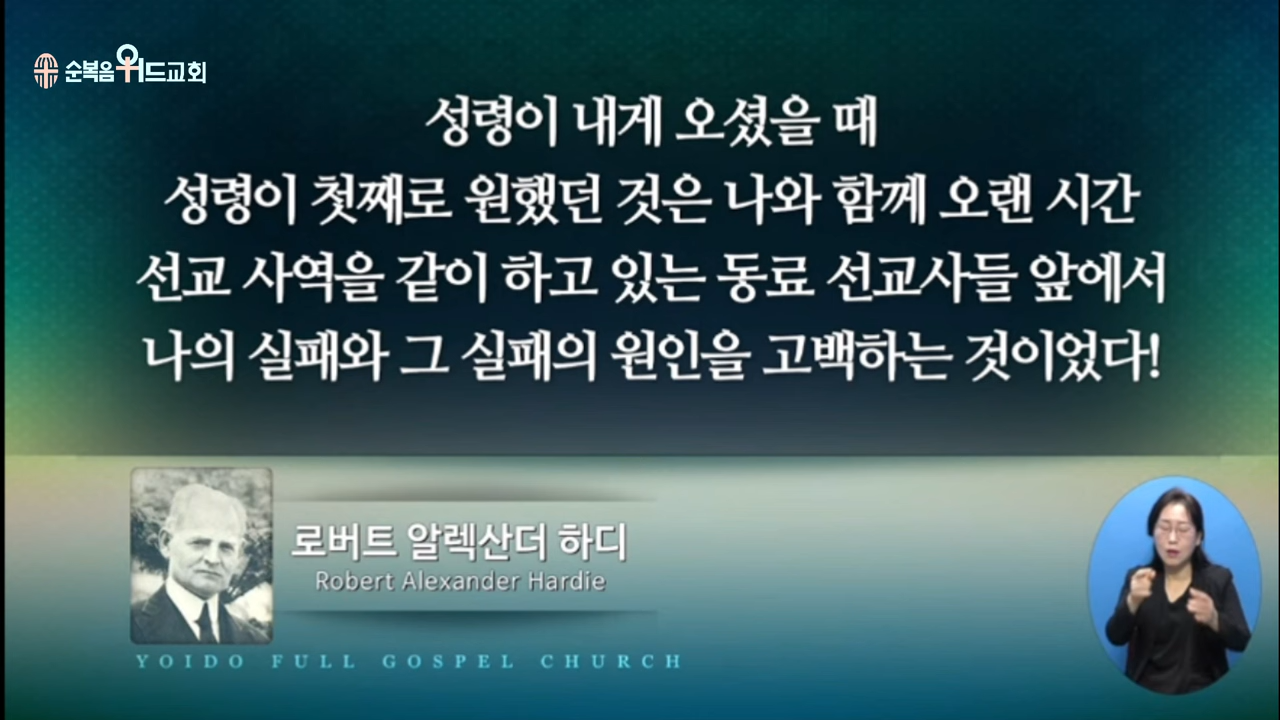 순복음워드교회
성령이 내게 오셨을 때
성령이 첫째로 원했던 것은 나와 함께 오랜 시간
선교 사역을 같이 하고 있는 동료 선교사들 앞에서
나의 실패와 그 실패의 원인을 고백하는 것이었다!
로버트 알렉산더 하디
Robert Alexander Hardie
YOIDO FULL GOSPEL CHURCH